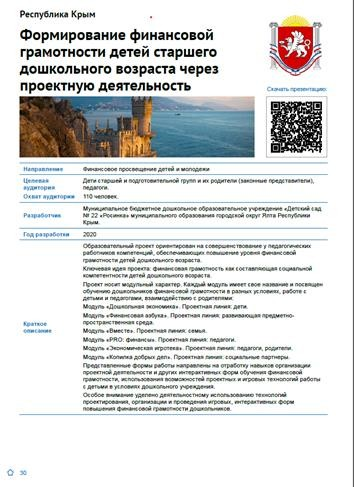 Республика Крым
Формирование финансовой
грамотности детей старшего
дошкольного возраста через
проектную деятельность
Скачать презентацию:
Направление
Финансовое просвещение детей и молодежи
Целевая
аудитория
Дети старшей и подготовительной групп и их родители (законные представители),
педагоги.
Охват аудитории
110 человек.
Разработчик
Муниципальное бюджетное дошкольное образовательное учреждение «Детский сад
№ 22 «Росинка» муниципального образования городской округ Ялта Республики
Крым.
Год разработки
2020
Краткое
описание
Образовательный проект ориентирован на совершенствование у педагогических
работников компетенций, обеспечивающих повышение уровня финансовой
грамотности детей дошкольного возраста.
Ключевая идея проекта: финансовая грамотность как составляющая социальной
компетентности детей дошкольного возраста.
Проект носит модульный характер. Каждый модуль имеет свое название и посвящен
обучению дошкольников финансовой грамотности в разных условиях, работе с
детьми и педагогами, взаимодействию с родителями:
Модуль «Дошкольная экономика». Проектная линия: дети.
Модуль «Финансовая азбука». Проектная линия: развивающая предметно-
пространственная среда.
Модуль «Вместе». Проектная линия: семья.
Модуль «PRO: финансы». Проектная линия: педагоги.
Модуль «Экономическая игротека». Проектная линия: педагоги, родители.
Модуль «Копилка добрых дел». Проектная линия: социальные партнеры.
Представленные формы работы направлены на отработку навыков организации
проектной деятельности и других интерактивных форм обучения финансовой
грамотности, использования возможностей проектных и игровых технологий работы
с детьми в условиях дошкольного учреждения.
Особое внимание уделено деятельностному использованию технологий
проектирования, организации и проведения игровых, интерактивных форм
повышения финансовой грамотности дошкольников.
30